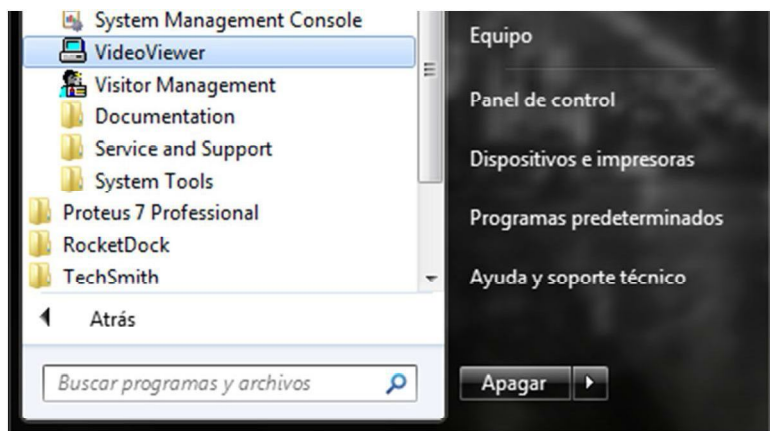 System Management Console
VideoViewer
Visitor Management
Documentation
Service and Support
System Tools
Proteus 7 Professional
RocketDock
TechSmith
Atrás
Buscar programas y archivos
Equipo
Panel de control
Dispositivos e impresoras
Programas predeterminados
Ayuda y soporte técnico
Apagar